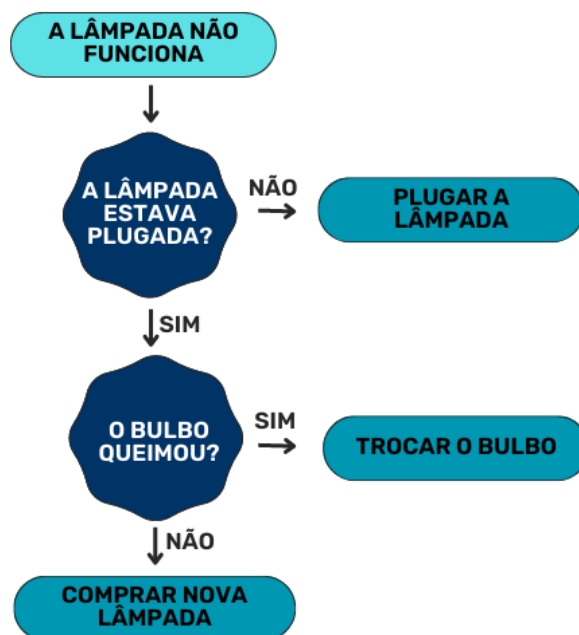 A LÂMPADA NÃO
FUNCIONA
A LÂMPADA
ESTAVA
PLUGADA?
NÃO
PLUGAR A
LÂMPADA
SIM
O BULBO
QUEIMOU?
SIM
TROCAR O BULBO
NÃO
COMPRAR NOVA
LÂMPADA